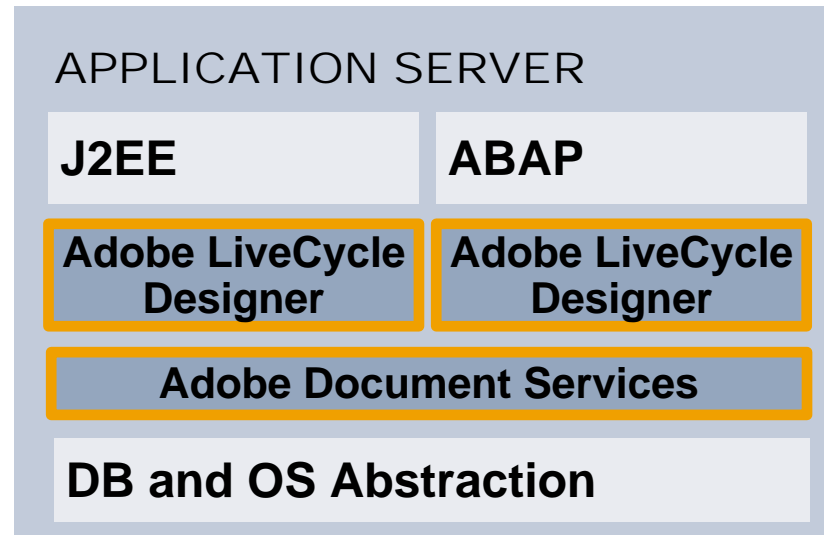 APPLICATION SERVER
J2EE
ABAP
Adobe LiveCycle
Designer
Adobe LiveCycle
Designer
Adobe Document Services
DB and OS Abstraction